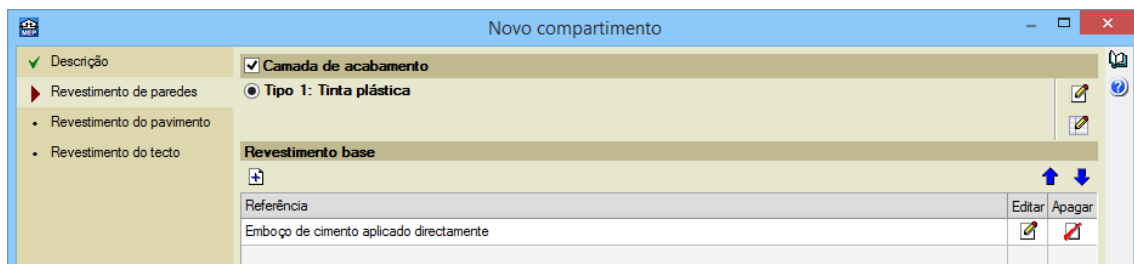 MEP
Novo compartimento
Descrição
Revestimento de paredes
Revestimento do pavimento
Revestimento do tecto
Camada de acabamento
Tipo 1: Tinta plástica
Revestimento base
Referência Editar Apagar
Emboço de cimento aplicado directamente